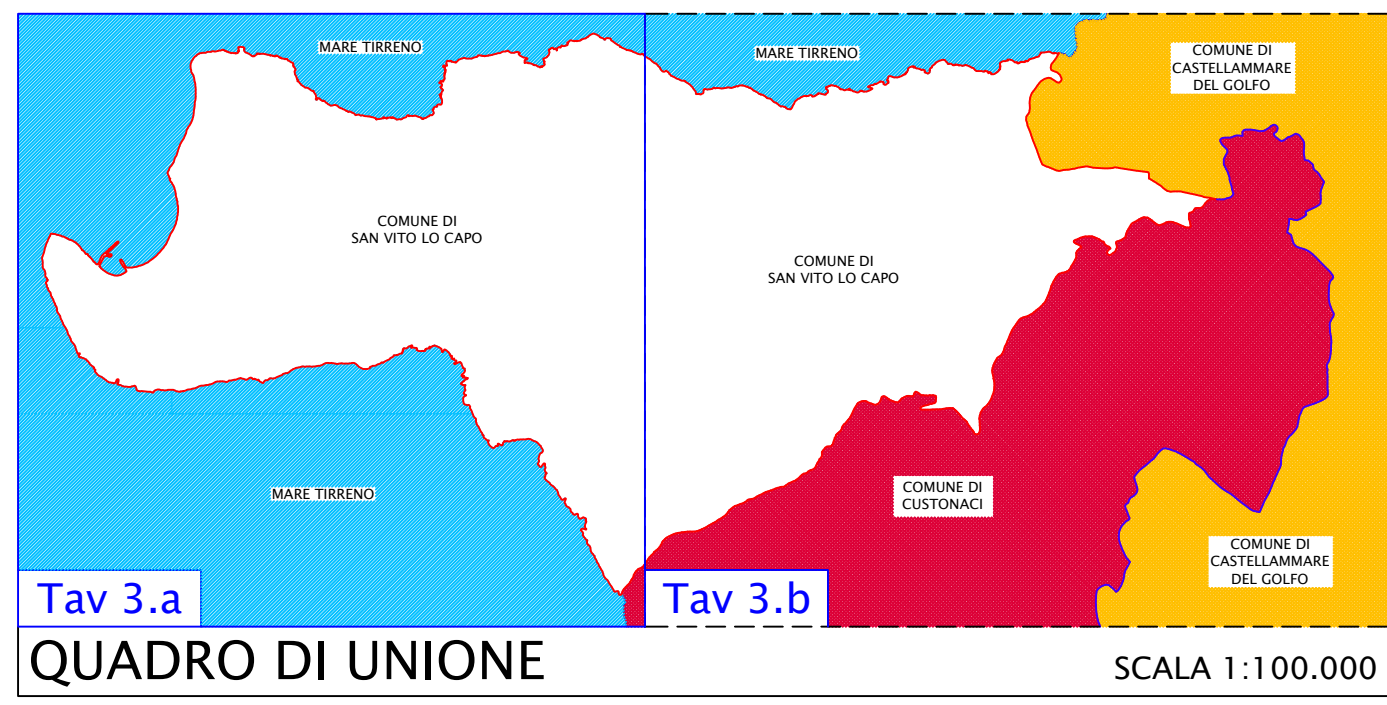 MARE TIRRENO
COMUNE DI
SAN VITO LO CAPO
MARE TIRRENO
Tav 3.a
MARE TIRRENO
COMUNE DI
CASTELLAMMARE
DEL GOLFO
COMUNE DI
SAN VITO LO CAPO
COMUNE DI
CUSTONACI
COMUNE DI
CASTELLAMMARE
DEL GOLFO
Tav 3.b
QUADRO DI UNIONE
SCALA 1:100.000